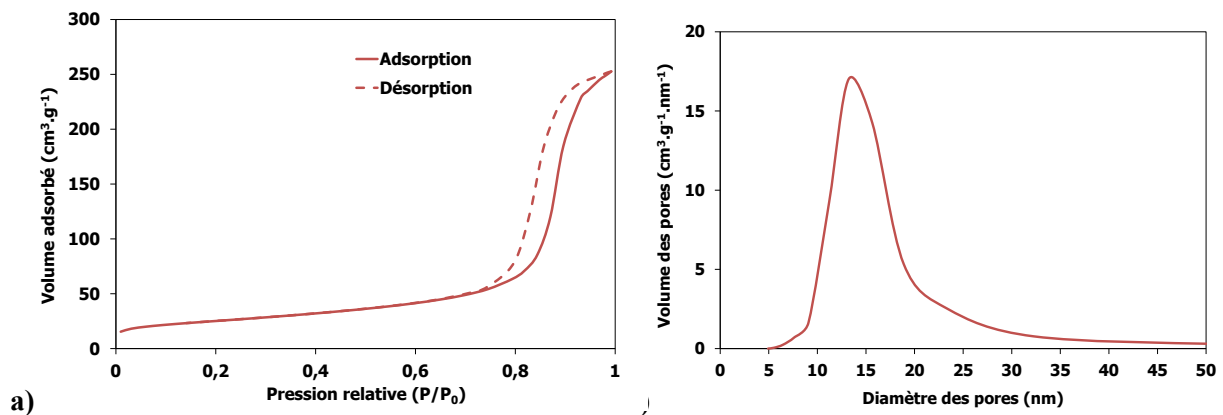 300
250
200
150
100
50
0
Volume adsorbé (cm³.g⁻¹)
Adsorption
Désorption
0 0,2 0,4 0,6 0,8 1
Pression relative (P/P₀)
a)
20
15
10
5
0
Volume des pores (cm³.g⁻¹.nm⁻¹)
0 5 10 15 20 25 30 35 40 45 50
Diamètre des pores (nm)